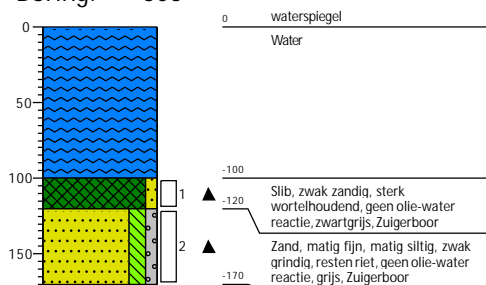 0
50
100
150
1
2
0 waterspiegel
Water
-100
Slib, zwak zandig, sterk
-120
wortelhoudend, geen olie-water
reactie, zwartgrijs, Zuigerboor
Zand, matig fijn, matig siltig, zwak
grindig, resten riet, geen olie-water
-170
reactie, grijs, Zuigerboor